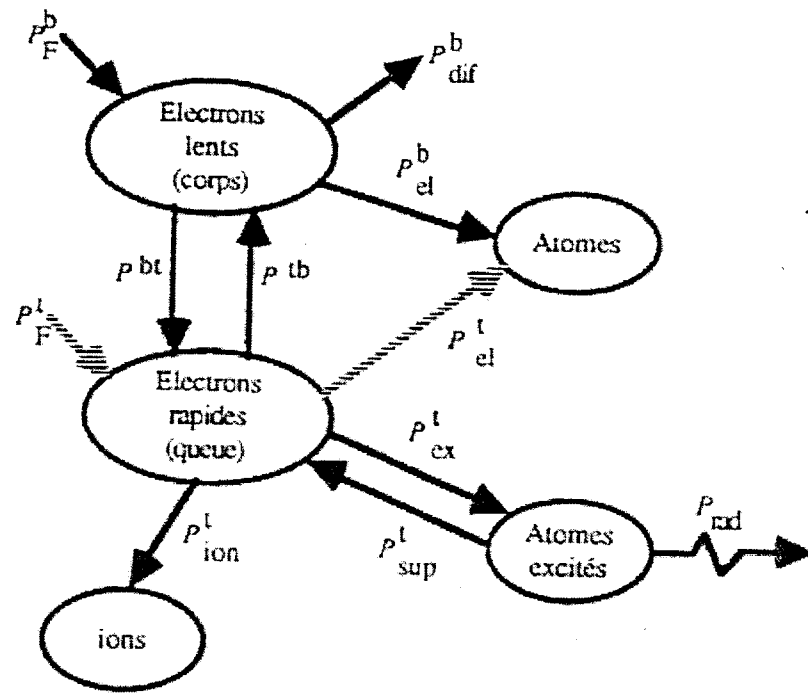 P_F^b
P_dif^b
Electrons
lents
(corps)
P_el^b
Atomes
P^bt
P^tb
P_F^t
P_el^t
Electrons
rapides
(queue)
P_ex^t
P_ion^t
P_sup^t
Atomes
excités
P_rad
ions